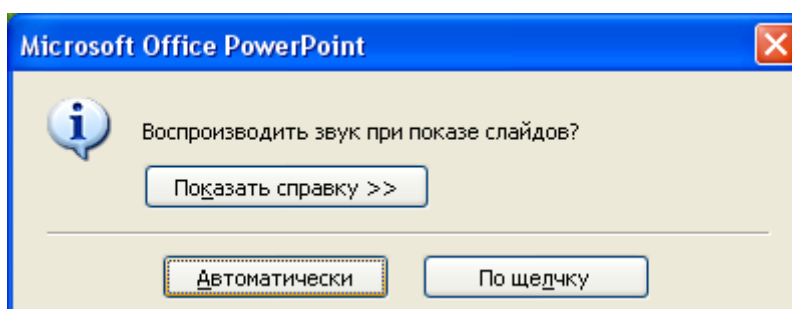 Microsoft Office PowerPoint
Воспроизводить звук при показе слайдов?
Показать справку >>
Автоматически
По щелчку